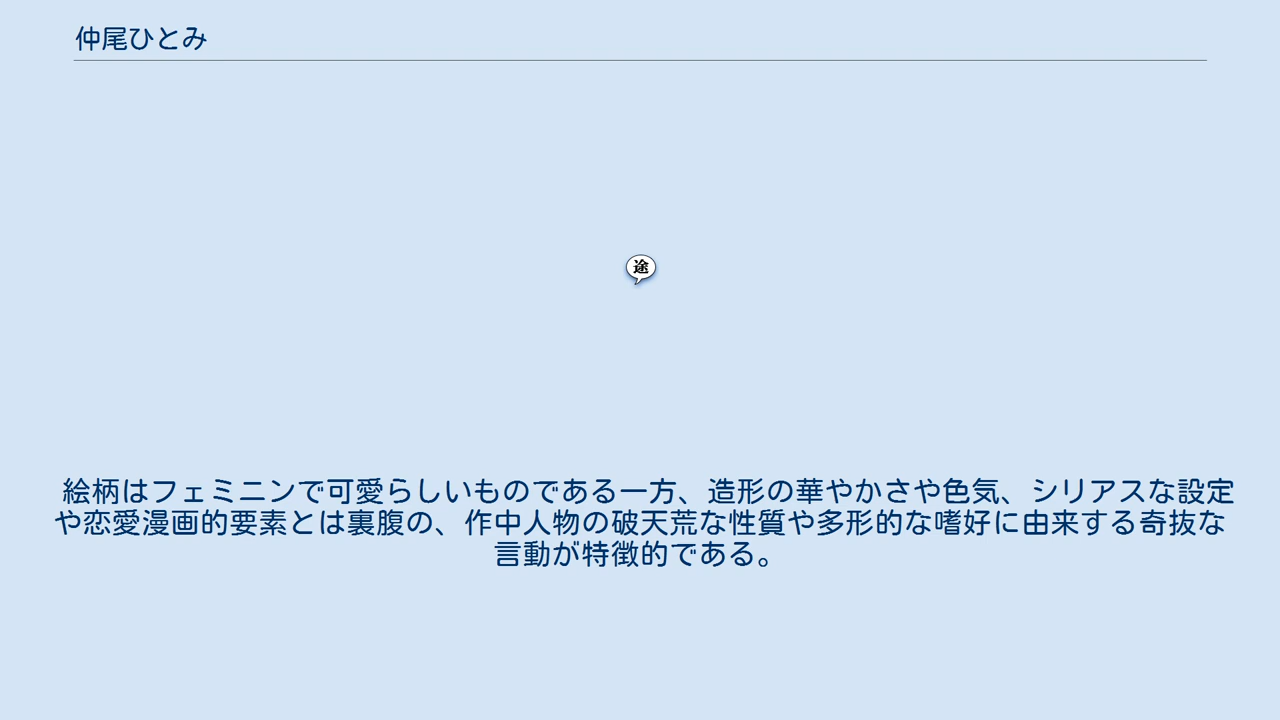 仲尾ひとみ
途
絵柄はフェミニンで可愛らしいものである一方、造形の華やかさや色気、シリアスな設定
や恋愛漫画的要素とは裏腹の、作中人物の破天荒な性質や多形的な嗜好に由来する奇抜な
言動が特徴的である。